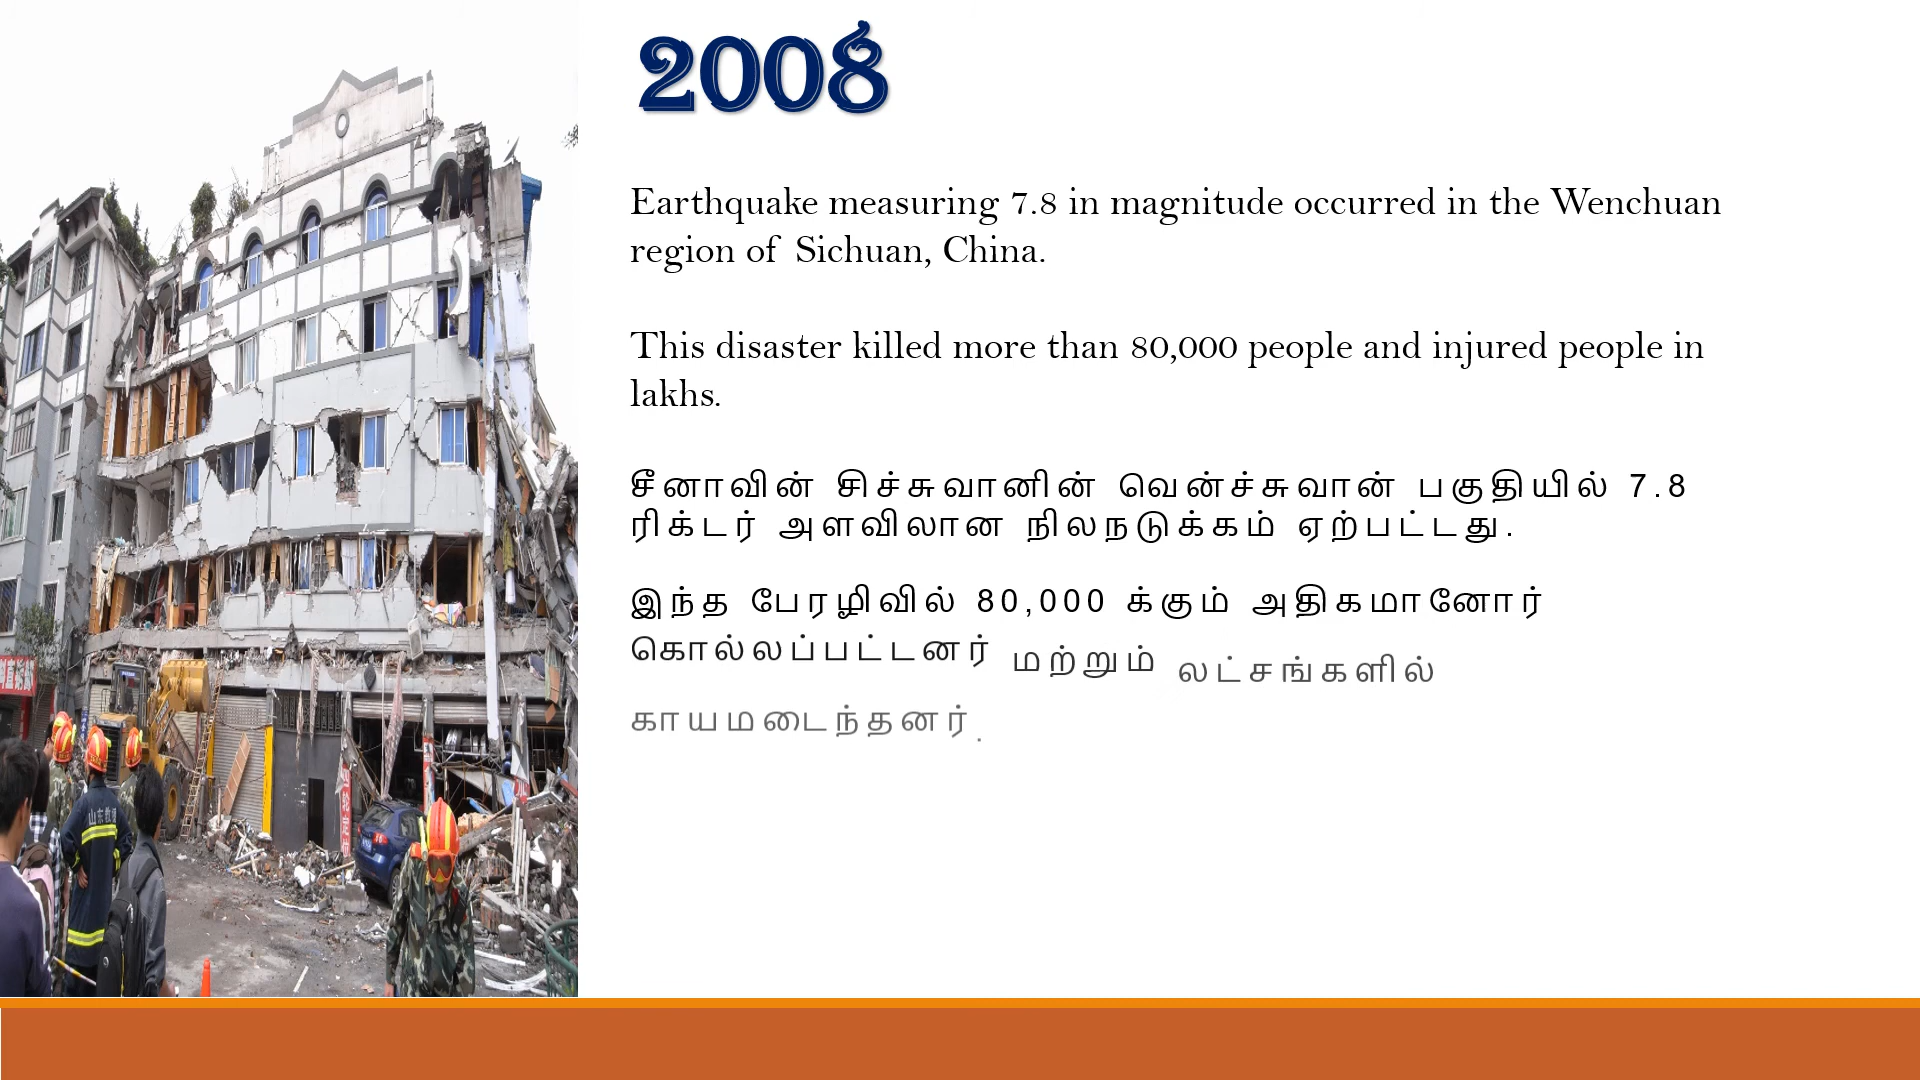 2008
Earthquake measuring 7.8 in magnitude occurred in the Wenchuan
region of Sichuan, China.
This disaster killed more than 80,000 people and injured people in
lakhs.
சீனாவின் சிச்சுவானின் வென்ச்சுவான் பகுதியில் 7.8
ரிக்டர் அளவிலான நிலநடுக்கம் ஏற்பட்டது.
இந்த பேரழிவில் 80,000 க்கும் அதிகமானோர்
கொல்லப்பட்டனர் மற்றும் லட்சங்களில்
காயமடைந்தனர்.